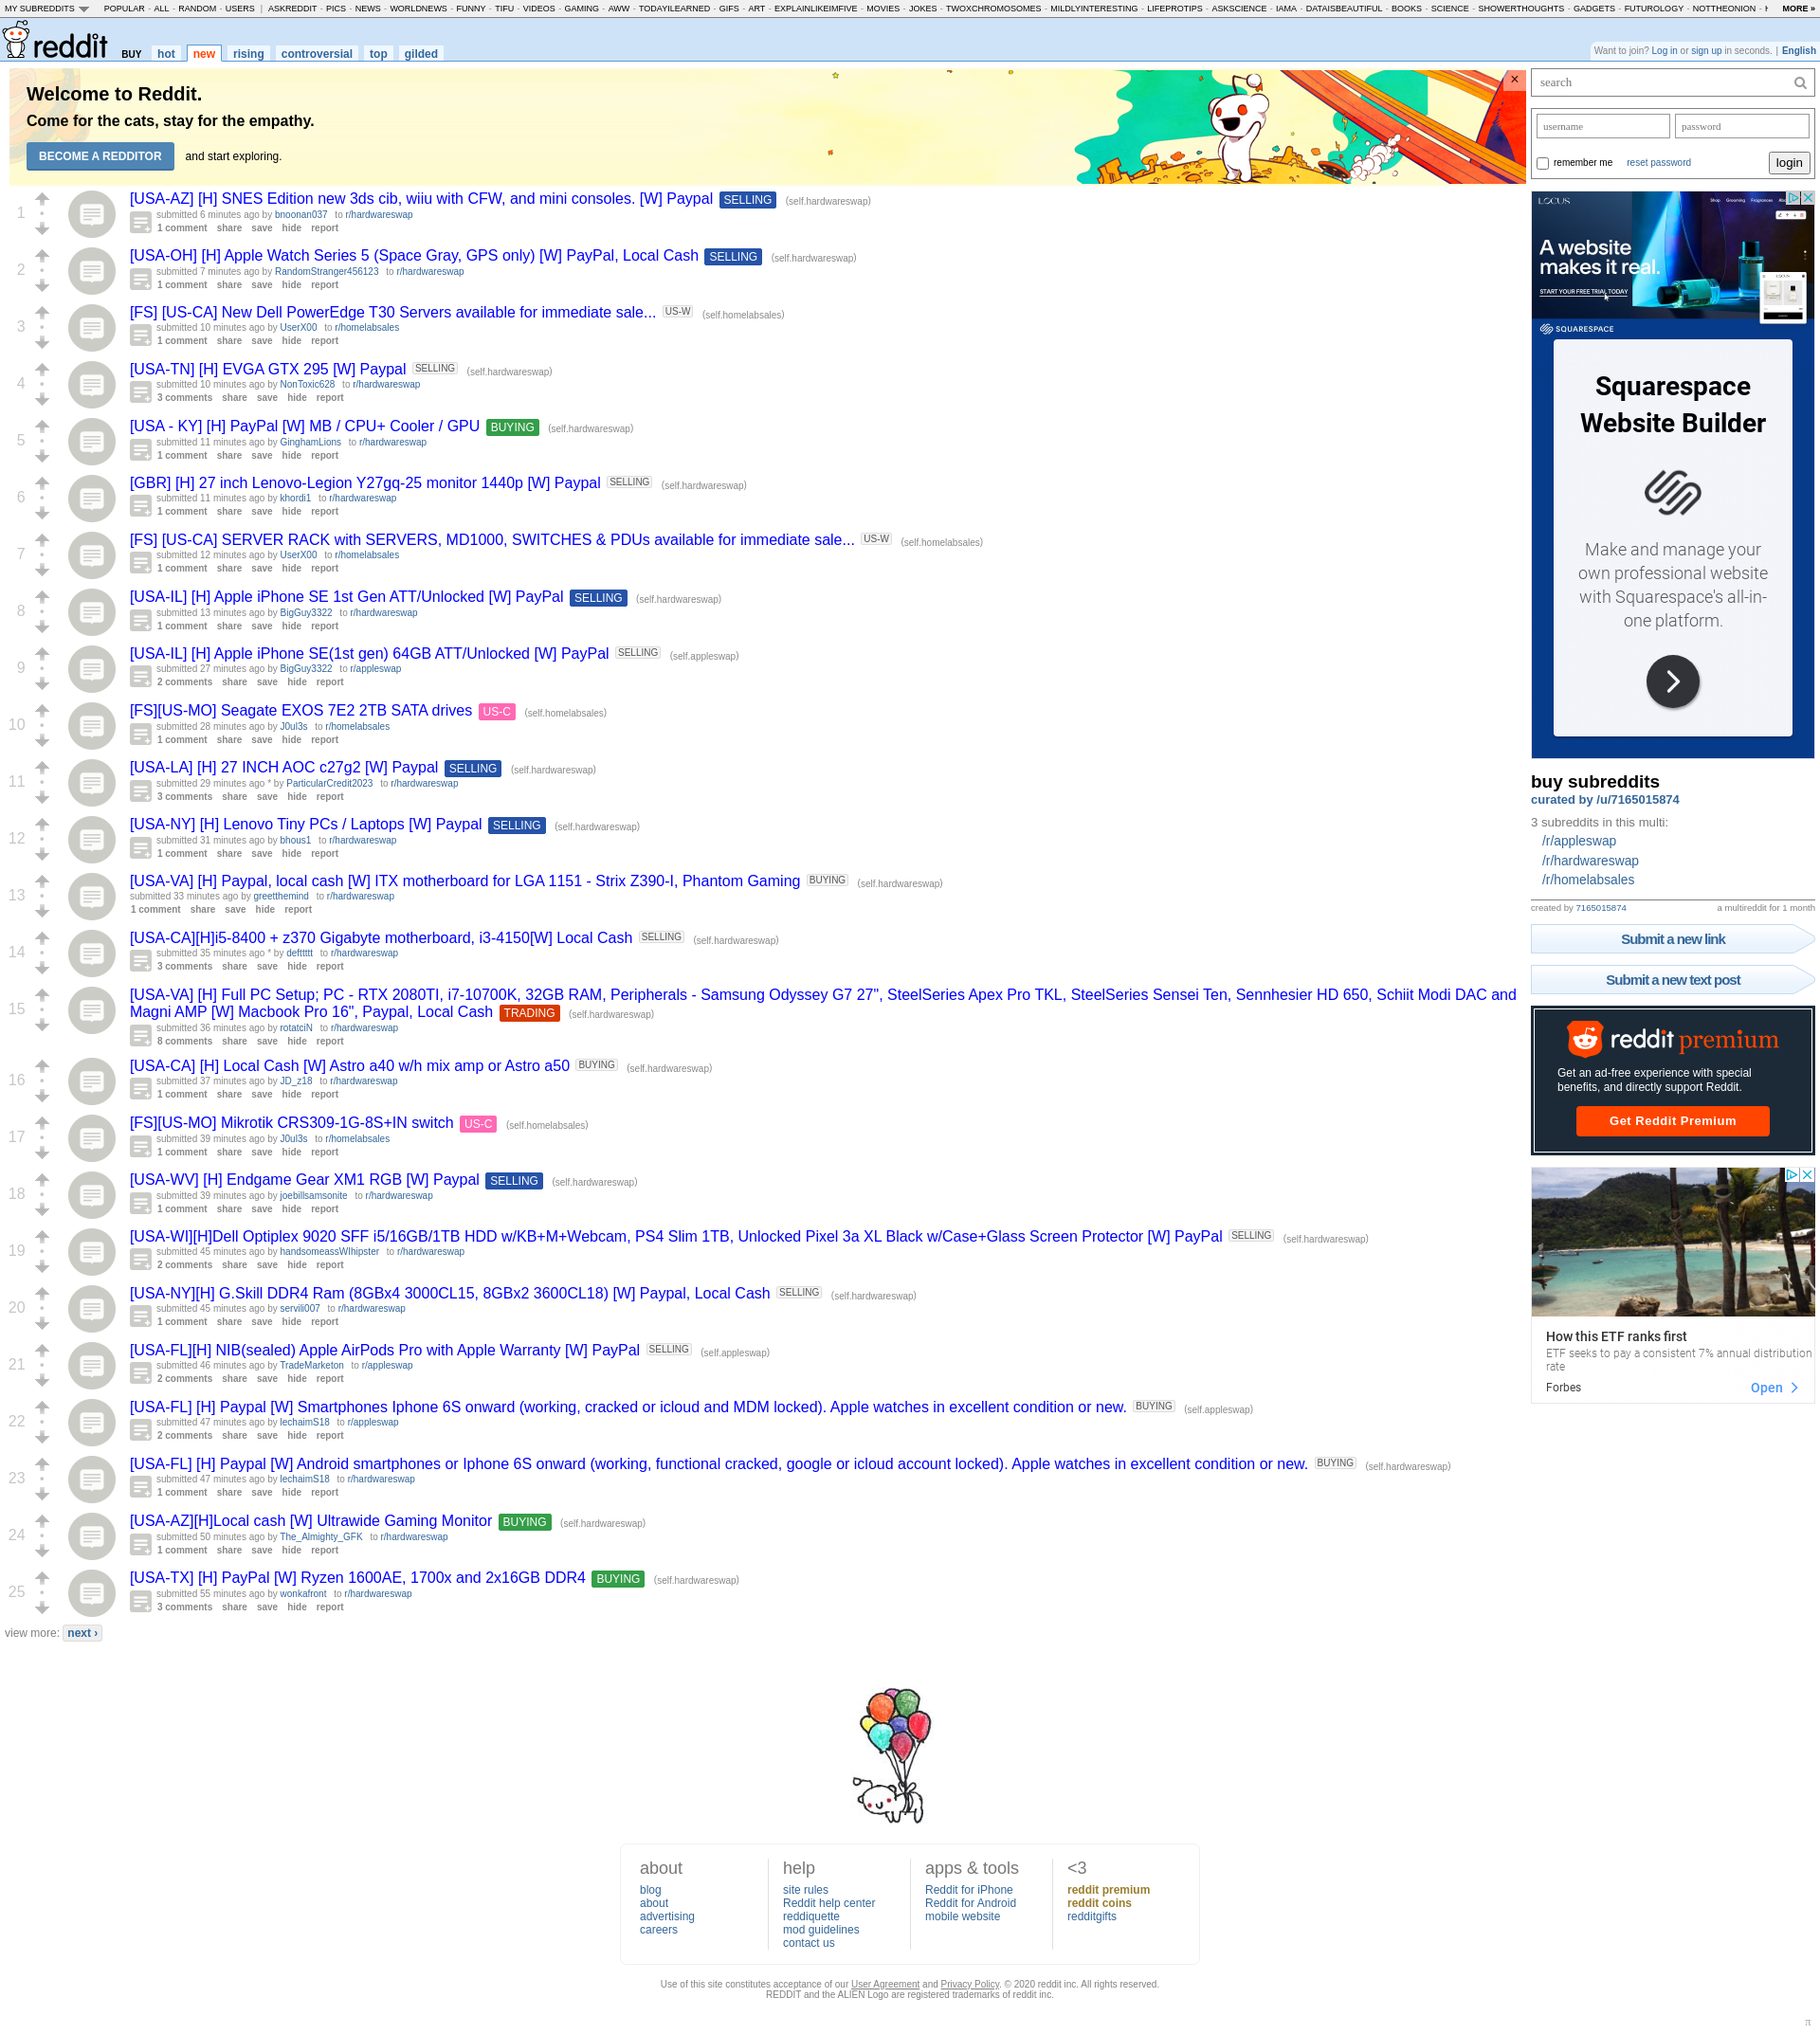 MY SUBREDDITS POPULAR - ALL - RANDOM - USERS | ASKREDDIT - PICS - NEWS - WORLDNEWS - FUNNY - TIFU - VIDEOS - GAMING - AWW - TODAYILEARNED - GIFS - ART - EXPLAINLIKEIMFIVE - MOVIES - JOKES - TWOXCHROMOSOMES - MILDLYINTERESTING - LIFEPROTIPS - ASKSCIENCE - IAMA - DATAISBEAUTIFUL - BOOKS - SCIENCE - SHOWERTHOUGHTS - GADGETS - FUTUROLOGY - NOTTHEONION - MORE »
reddit BUY hot new rising controversial top gilded
Want to join? Log in or sign up in seconds. | English
Welcome to Reddit.
Come for the cats, stay for the empathy.
BECOME A REDDITOR and start exploring.
×
1
[USA-AZ] [H] SNES Edition new 3ds cib, wiiu with CFW, and mini consoles. [W] Paypal SELLING (self.hardwareswap)
submitted 6 minutes ago by bnoonan037 to r/hardwareswap
1 comment share save hide report
2
[USA-OH] [H] Apple Watch Series 5 (Space Gray, GPS only) [W] PayPal, Local Cash SELLING (self.hardwareswap)
submitted 7 minutes ago by RandomStranger456123 to r/hardwareswap
1 comment share save hide report
3
[FS] [US-CA] New Dell PowerEdge T30 Servers available for immediate sale... US-W (self.homelabsales)
submitted 10 minutes ago by UserX00 to r/homelabsales
1 comment share save hide report
4
[USA-TN] [H] EVGA GTX 295 [W] Paypal SELLING (self.hardwareswap)
submitted 10 minutes ago by NonToxic628 to r/hardwareswap
3 comments share save hide report
5
[USA - KY] [H] PayPal [W] MB / CPU+ Cooler / GPU BUYING (self.hardwareswap)
submitted 11 minutes ago by GinghamLions to r/hardwareswap
1 comment share save hide report
6
[GBR] [H] 27 inch Lenovo-Legion Y27gq-25 monitor 1440p [W] Paypal SELLING (self.hardwareswap)
submitted 11 minutes ago by khordi1 to r/hardwareswap
1 comment share save hide report
7
[FS] [US-CA] SERVER RACK with SERVERS, MD1000, SWITCHES & PDUs available for immediate sale... US-W (self.homelabsales)
submitted 12 minutes ago by UserX00 to r/homelabsales
1 comment share save hide report
8
[USA-IL] [H] Apple iPhone SE 1st Gen ATT/Unlocked [W] PayPal SELLING (self.hardwareswap)
submitted 13 minutes ago by BigGuy3322 to r/hardwareswap
1 comment share save hide report
9
[USA-IL] [H] Apple iPhone SE(1st gen) 64GB ATT/Unlocked [W] PayPal SELLING (self.appleswap)
submitted 27 minutes ago by BigGuy3322 to r/appleswap
2 comments share save hide report
10
[FS][US-MO] Seagate EXOS 7E2 2TB SATA drives US-C (self.homelabsales)
submitted 28 minutes ago by J0ul3s to r/homelabsales
1 comment share save hide report
11
[USA-LA] [H] 27 INCH AOC c27g2 [W] Paypal SELLING (self.hardwareswap)
submitted 29 minutes ago * by ParticularCredit2023 to r/hardwareswap
3 comments share save hide report
12
[USA-NY] [H] Lenovo Tiny PCs / Laptops [W] Paypal SELLING (self.hardwareswap)
submitted 31 minutes ago by bhous1 to r/hardwareswap
1 comment share save hide report
13
[USA-VA] [H] Paypal, local cash [W] ITX motherboard for LGA 1151 - Strix Z390-I, Phantom Gaming BUYING (self.hardwareswap)
submitted 33 minutes ago by greetthemind to r/hardwareswap
1 comment share save hide report
14
[USA-CA][H]i5-8400 + z370 Gigabyte motherboard, i3-4150[W] Local Cash SELLING (self.hardwareswap)
submitted 35 minutes ago * by defttttt to r/hardwareswap
3 comments share save hide report
15
[USA-VA] [H] Full PC Setup; PC - RTX 2080TI, i7-10700K, 32GB RAM, Peripherals - Samsung Odyssey G7 27", SteelSeries Apex Pro TKL, SteelSeries Sensei Ten, Sennhesier HD 650, Schiit Modi DAC and
Magni AMP [W] Macbook Pro 16", Paypal, Local Cash TRADING (self.hardwareswap)
submitted 36 minutes ago by rotatciN to r/hardwareswap
8 comments share save hide report
16
[USA-CA] [H] Local Cash [W] Astro a40 w/h mix amp or Astro a50 BUYING (self.hardwareswap)
submitted 37 minutes ago by JD_z18 to r/hardwareswap
1 comment share save hide report
17
[FS][US-MO] Mikrotik CRS309-1G-8S+IN switch US-C (self.homelabsales)
submitted 39 minutes ago by J0ul3s to r/homelabsales
1 comment share save hide report
18
[USA-WV] [H] Endgame Gear XM1 RGB [W] Paypal SELLING (self.hardwareswap)
submitted 39 minutes ago by joebillsamsonite to r/hardwareswap
1 comment share save hide report
19
[USA-WI][H]Dell Optiplex 9020 SFF i5/16GB/1TB HDD w/KB+M+Webcam, PS4 Slim 1TB, Unlocked Pixel 3a XL Black w/Case+Glass Screen Protector [W] PayPal SELLING (self.hardwareswap)
submitted 45 minutes ago by handsomeassWIhipster to r/hardwareswap
2 comments share save hide report
20
[USA-NY][H] G.Skill DDR4 Ram (8GBx4 3000CL15, 8GBx2 3600CL18) [W] Paypal, Local Cash SELLING (self.hardwareswap)
submitted 45 minutes ago by servili007 to r/hardwareswap
1 comment share save hide report
21
[USA-FL][H] NIB(sealed) Apple AirPods Pro with Apple Warranty [W] PayPal SELLING (self.appleswap)
submitted 46 minutes ago by TradeMarketon to r/appleswap
2 comments share save hide report
22
[USA-FL] [H] Paypal [W] Smartphones Iphone 6S onward (working, cracked or icloud and MDM locked). Apple watches in excellent condition or new. BUYING (self.appleswap)
submitted 47 minutes ago by lechaimS18 to r/appleswap
2 comments share save hide report
23
[USA-FL] [H] Paypal [W] Android smartphones or Iphone 6S onward (working, functional cracked, google or icloud account locked). Apple watches in excellent condition or new. BUYING (self.hardwareswap)
submitted 47 minutes ago by lechaimS18 to r/hardwareswap
1 comment share save hide report
24
[USA-AZ][H]Local cash [W] Ultrawide Gaming Monitor BUYING (self.hardwareswap)
submitted 50 minutes ago by The_Almighty_GFK to r/hardwareswap
1 comment share save hide report
25
[USA-TX] [H] PayPal [W] Ryzen 1600AE, 1700x and 2x16GB DDR4 BUYING (self.hardwareswap)
submitted 55 minutes ago by wonkafront to r/hardwareswap
3 comments share save hide report
view more: next ›
search
username password
remember me reset password login
LOCUS
A website
makes it real.
START YOUR FREE TRIAL TODAY
SQUARESPACE
Squarespace
Website Builder
Make and manage your
own professional website
with Squarespace's all-in-
one platform.
buy subreddits
curated by /u/7165015874
3 subreddits in this multi:
/r/appleswap
/r/hardwareswap
/r/homelabsales
created by 7165015874 a multireddit for 1 month
Submit a new link
Submit a new text post
reddit premium
Get an ad-free experience with special
benefits, and directly support Reddit.
Get Reddit Premium
How this ETF ranks first
ETF seeks to pay a consistent 7% annual distribution
rate
Forbes Open
about
blog
about
advertising
careers
help
site rules
Reddit help center
reddiquette
mod guidelines
contact us
apps & tools
Reddit for iPhone
Reddit for Android
mobile website
<3
reddit premium
reddit coins
redditgifts
Use of this site constitutes acceptance of our User Agreement and Privacy Policy. © 2020 reddit inc. All rights reserved.
REDDIT and the ALIEN Logo are registered trademarks of reddit inc.
π